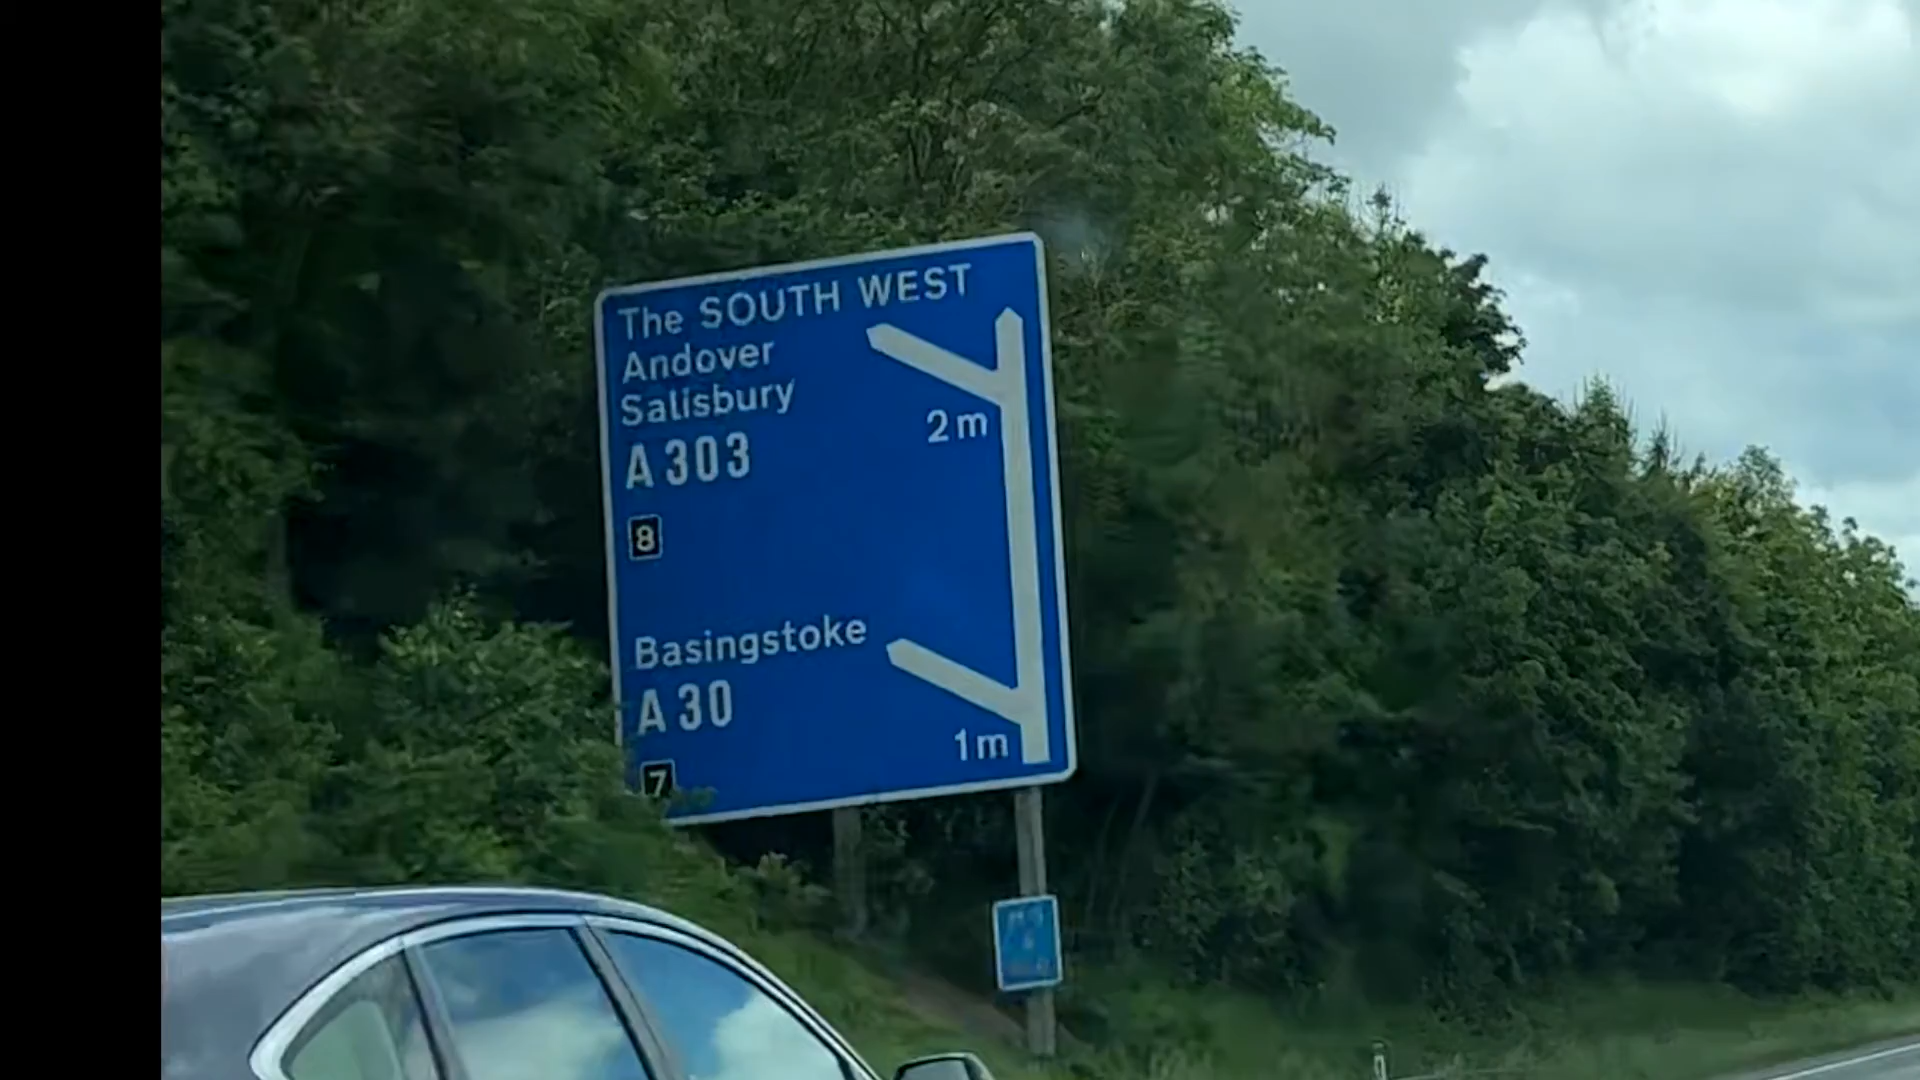 The SOUTH WEST
Andover
Salisbury
A 303
2 m
8
Basingstoke
A 30
1 m
7